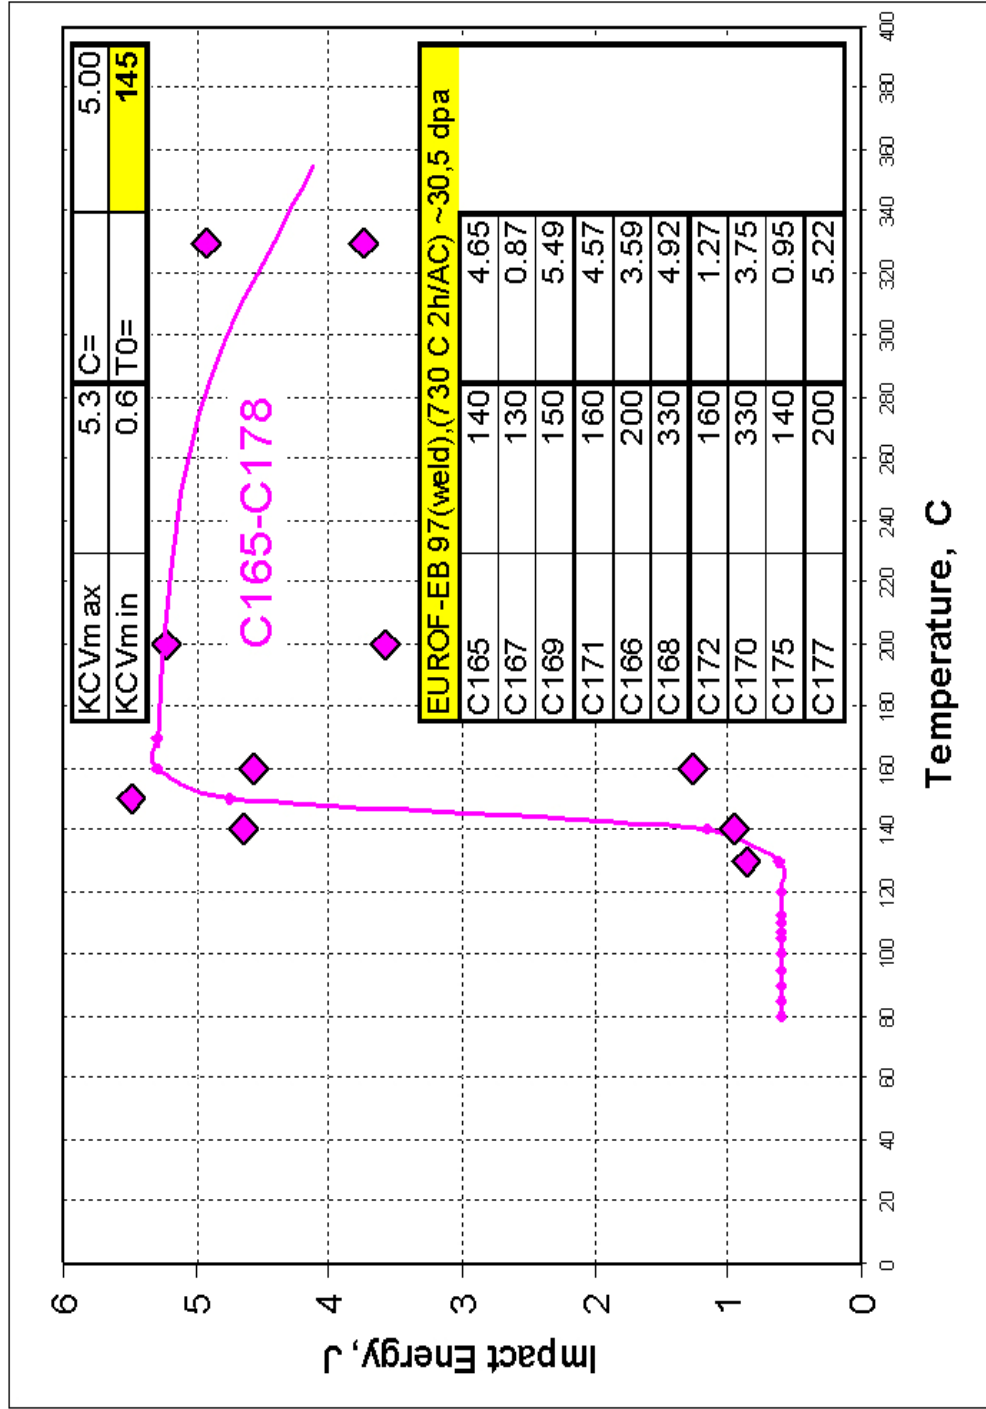 KCVmax 5.3 C= 5.00
KCVmin 0.6 T0= 145
C165-C178
EUROF-EB 97(weld),(730 C 2h/AC) ~30,5 dpa
C165 140 4.65
C167 130 0.87
C169 150 5.49
C171 160 4.57
C166 200 3.59
C168 330 4.92
C172 160 1.27
C170 330 3.75
C175 140 0.95
C177 200 5.22
Impact Energy, J
6
5
4
3
2
1
0
0 20 40 60 80 100 120 140 160 180 200 220 240 260 280 300 320 340 360 380 400
Temperature, C